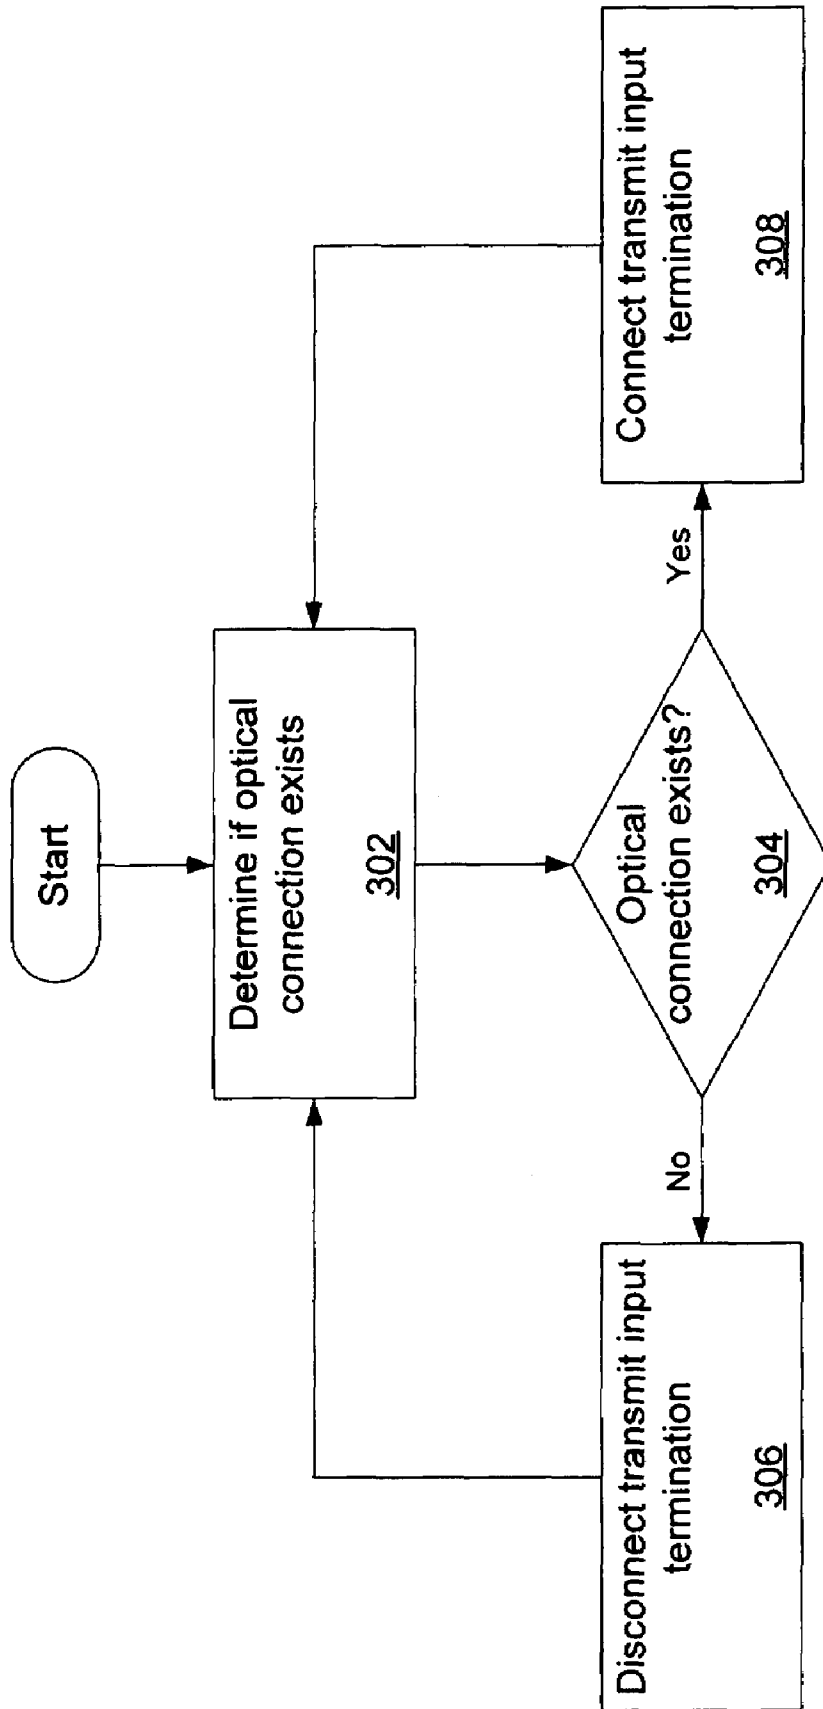 Start
Determine if optical
connection exists
302
Optical
connection exists?
304
No
Yes
Disconnect transmit input
termination
306
Connect transmit input
termination
308